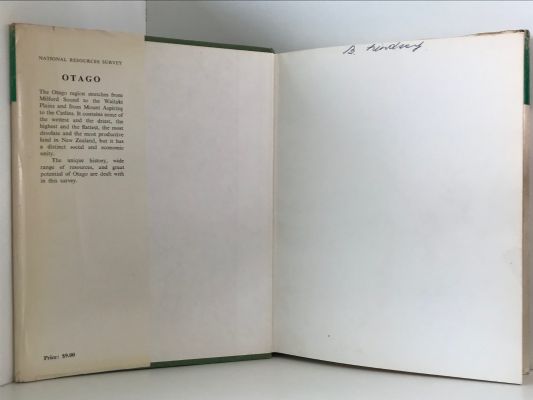 NATIONAL RESOURCES SURVEY
OTAGO
The Otago region stretches from
Milford Sound to the Waitaki
Plains and from Mount Aspiring
to the Catlins. It contains some of
the wettest and the driest, the
highest and the flattest, the most
desolate and the most productive
land in New Zealand, but it has
a distinct social and economic
unity.
The unique history, wide
range of resources, and great
potential of Otago are dealt with
in this survey.
Price: $9.00
B. Lindsay